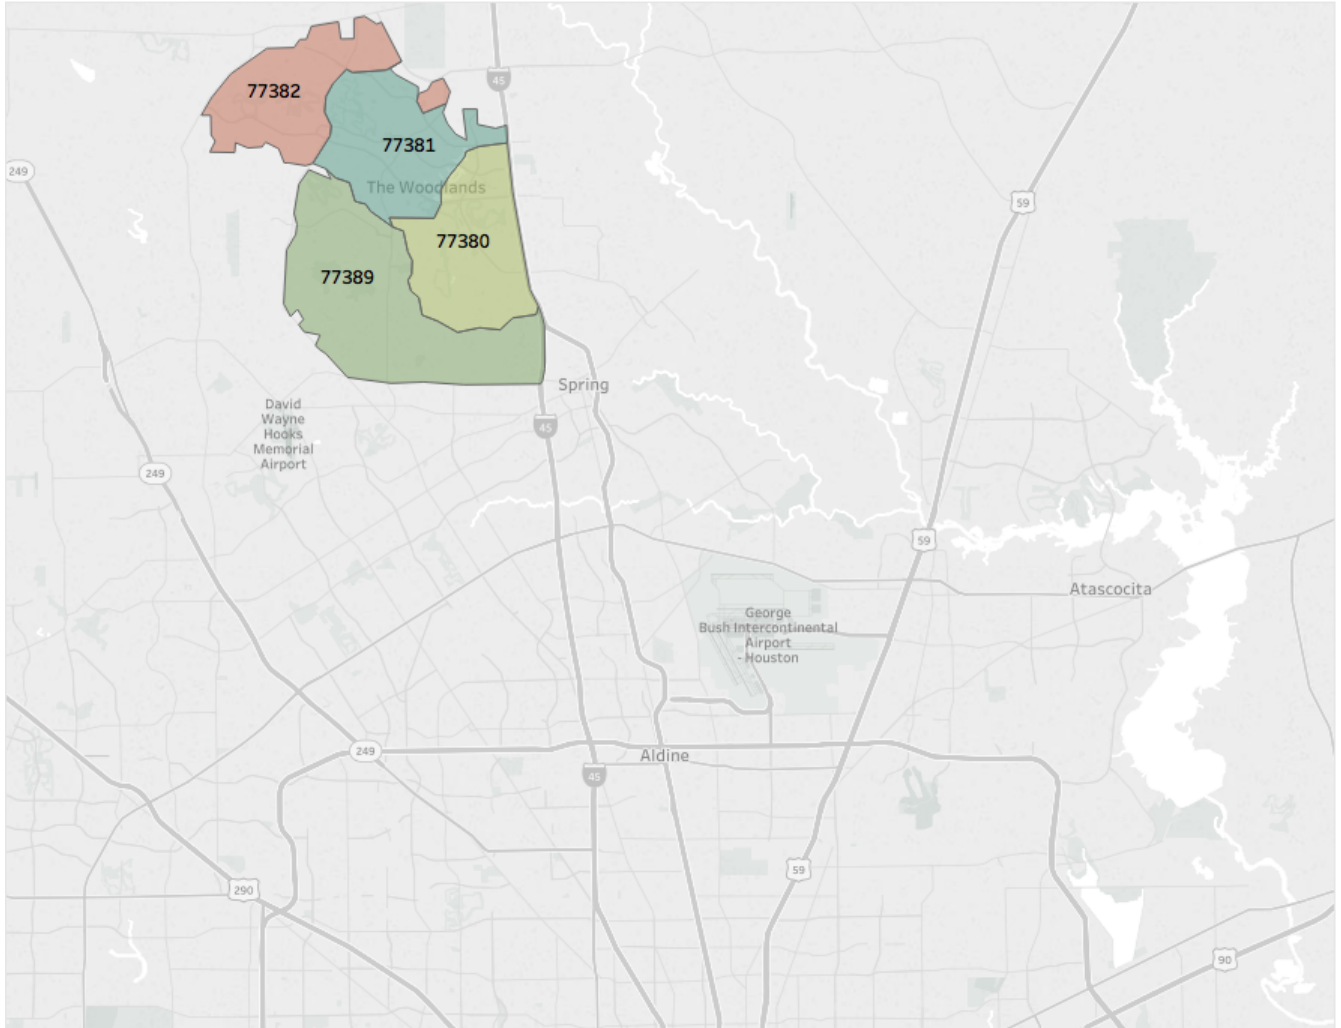 45
77382
77381
249
The Woodlands
59
77380
77389
Spring
David
Wayne
Hooks
Memorial
Airport
45
249
59
Atascocita
George
Bush Intercontinental
Airport
- Houston
249
Aldine
45
59
290
90